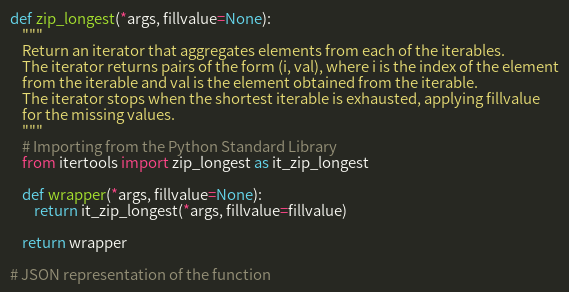 def zip_longest(*args, fillvalue=None):
    """
    Return an iterator that aggregates elements from each of the iterables.
    The iterator returns pairs of the form (i, val), where i is the index of the element
    from the iterable and val is the element obtained from the iterable.
    The iterator stops when the shortest iterable is exhausted, applying fillvalue
    for the missing values.
    """
    # Importing from the Python Standard Library
    from itertools import zip_longest as it_zip_longest

    def wrapper(*args, fillvalue=None):
        return it_zip_longest(*args, fillvalue=fillvalue)

    return wrapper

# JSON representation of the function